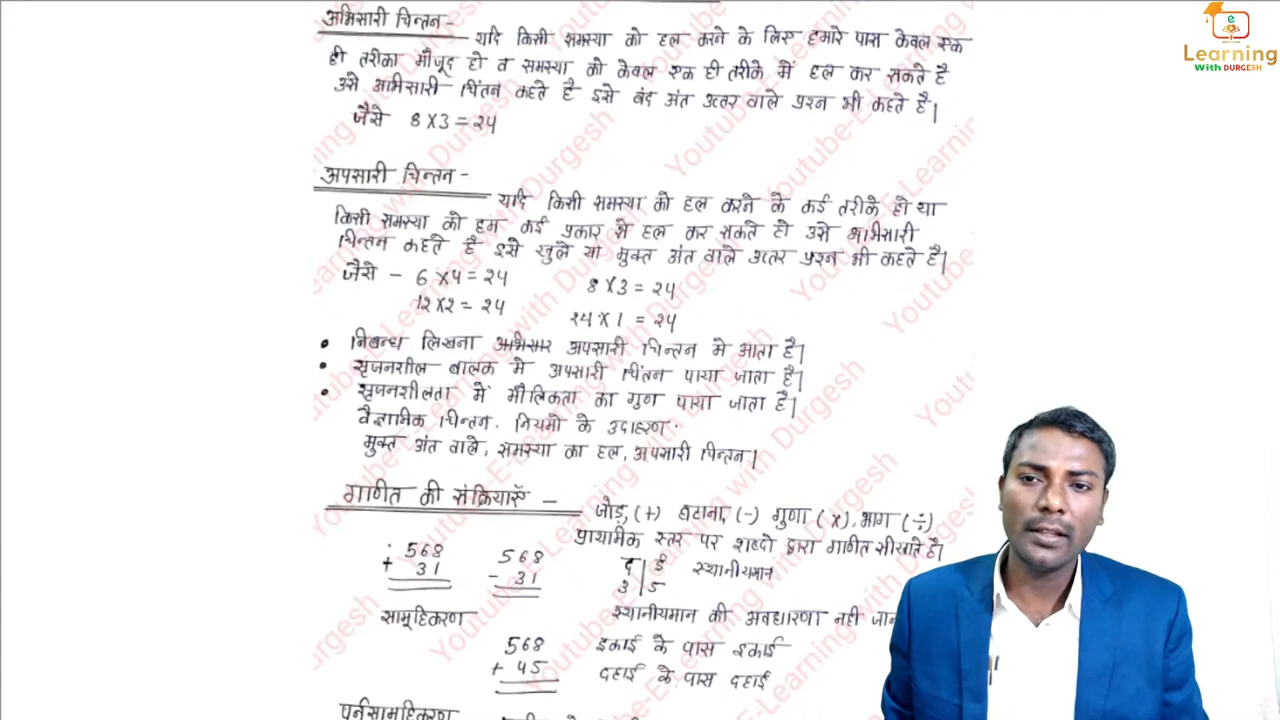 अभिसारी चिन्तन -
यदि किसी समस्या को हल करने के लिए हमारे पास केवल एक
ही तरीका मौजूद हो व समस्या को केवल एक ही तरीके में हल कर सकते है
उसे अभिसारी चिंतन कहते है इसे बंद अंत उत्तर वाले प्रश्न भी कहते है।
जैसे 8 X 3 = 24
अपसारी चिन्तन -
यदि किसी समस्या को हल करने के कई तरीके हो या
किसी समस्या को हम कई प्रकार से हल कर सकते हो उसे अभिसारी
चिन्तन कहते है इसे खुले या मुक्त अंत वाले उत्तर प्रश्न भी कहते है।
जैसे - 6 X 4 = 24 8 X 3 = 24
12 X 2 = 24 24 X 1 = 24
• निबन्ध लिखना अभिसार अपसारी चिन्तन मे आता है।
• सृजनशील बालक मे अपसारी चिंतन पाया जाता है।
• सृजनशीलता में मौलिकता का गुण पाया जाता है।
वैज्ञानिक चिन्तन, नियमो के उदाहरण.
मुक्त अंत वाले, समस्या का हल, अपसारी चिन्तन।
गणित की संक्रियाएँ -
जोड़, (+) घटाना, (-) गुणा (X), भाग (÷)
प्राथमिक स्तर पर शब्दो द्वारा गणित सीखाते है।
568 568 द | ई स्थानीयमान
+ 31 - 31 3 | 5
सामूहिकरण स्थानीयमान की अवधारणा नही
568 इकाई के पास इकाई
+ 45 दहाई के पास दहाई
Learning
With DURGESH